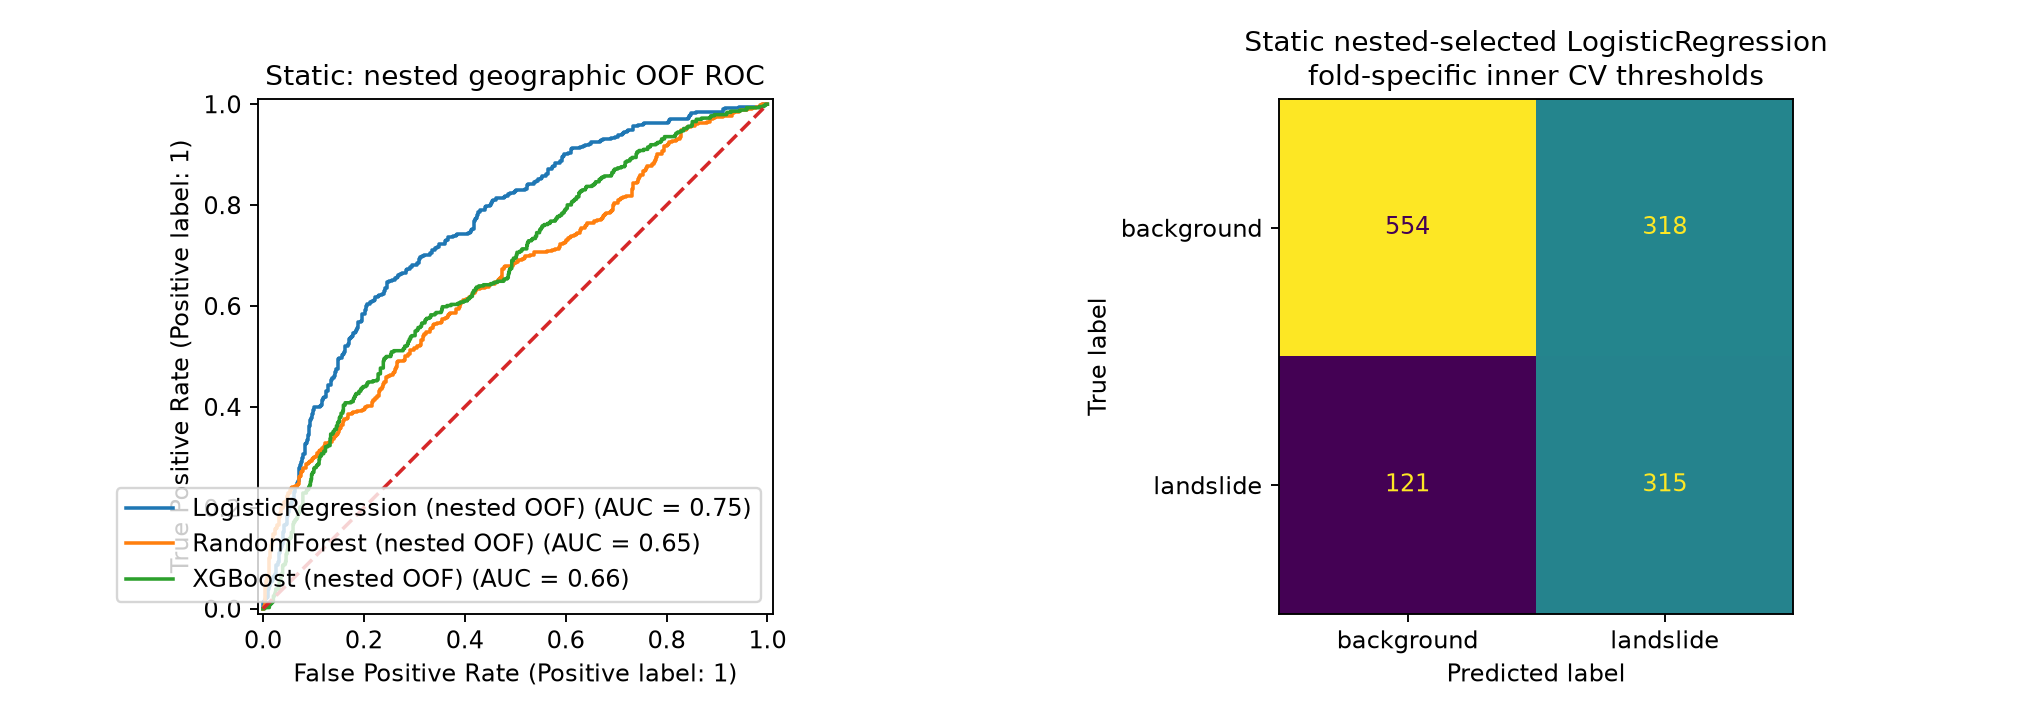 Static: nested geographic OOF ROC
True Positive Rate (Positive label: 1)
1.0
0.8
0.6
0.4
0.2
0.0
LogisticRegression (nested OOF) (AUC = 0.75)
RandomForest (nested OOF) (AUC = 0.65)
XGBoost (nested OOF) (AUC = 0.66)
0.0 0.2 0.4 0.6 0.8 1.0
False Positive Rate (Positive label: 1)
Static nested-selected LogisticRegression
fold-specific inner CV thresholds
True label
background
554 318
landslide
121 315
background landslide
Predicted label